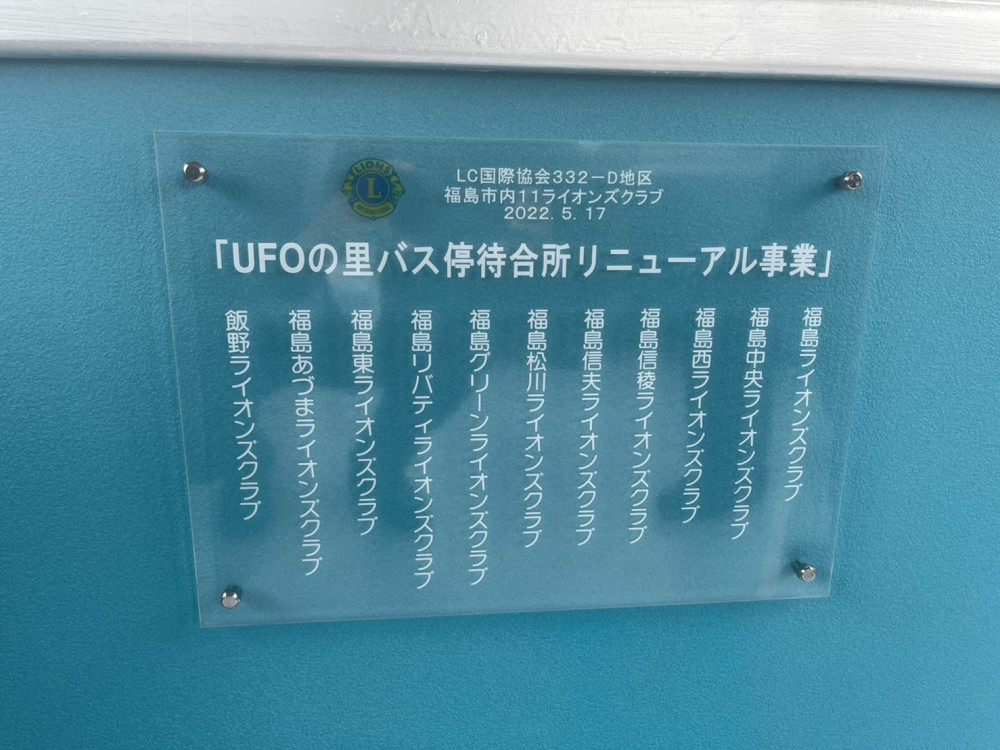 LIONS
L
LC国際協会332－D地区
福島市内11ライオンズクラブ
2022. 5. 17
「UFOの里バス停待合所リニューアル事業」
福島ライオンズクラブ
福島中央ライオンズクラブ
福島西ライオンズクラブ
福島信稜ライオンズクラブ
福島信夫ライオンズクラブ
福島松川ライオンズクラブ
福島グリーンライオンズクラブ
福島リバティライオンズクラブ
福島東ライオンズクラブ
福島あづまライオンズクラブ
飯野ライオンズクラブ